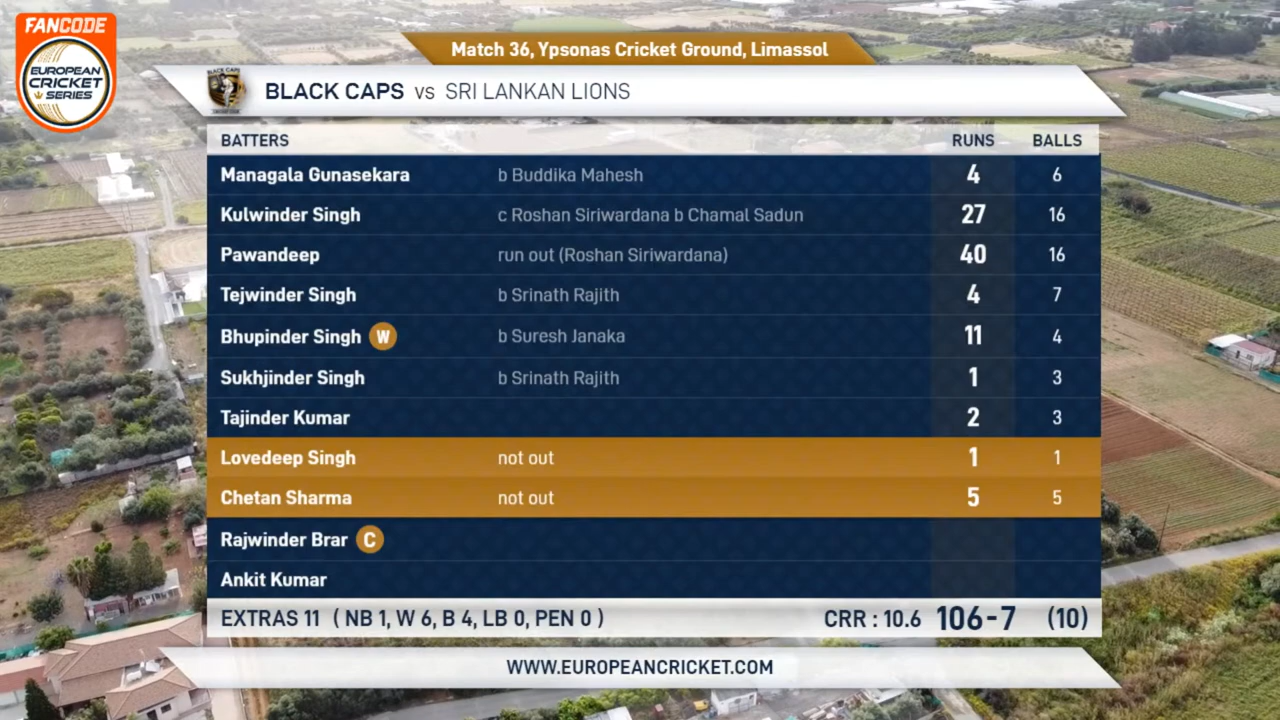 FANCODE
EUROPEAN
CRICKET
SERIES
Match 36, Ypsonas Cricket Ground, Limassol
BLACK CAPS
BLACK CAPS vs SRI LANKAN LIONS
BATTERS RUNS BALLS
Managala Gunasekara b Buddika Mahesh 4 6
Kulwinder Singh c Roshan Siriwardana b Chamal Sadun 27 16
Pawandeep run out (Roshan Siriwardana) 40 16
Tejwinder Singh b Srinath Rajith 4 7
Bhupinder Singh W b Suresh Janaka 11 4
Sukhjinder Singh b Srinath Rajith 1 3
Tajinder Kumar 2 3
Lovedeep Singh not out 1 1
Chetan Sharma not out 5 5
Rajwinder Brar C
Ankit Kumar
EXTRAS 11 ( NB 1, W 6, B 4, LB 0, PEN 0 ) CRR : 10.6 106-7 (10)
WWW.EUROPEANCRICKET.COM